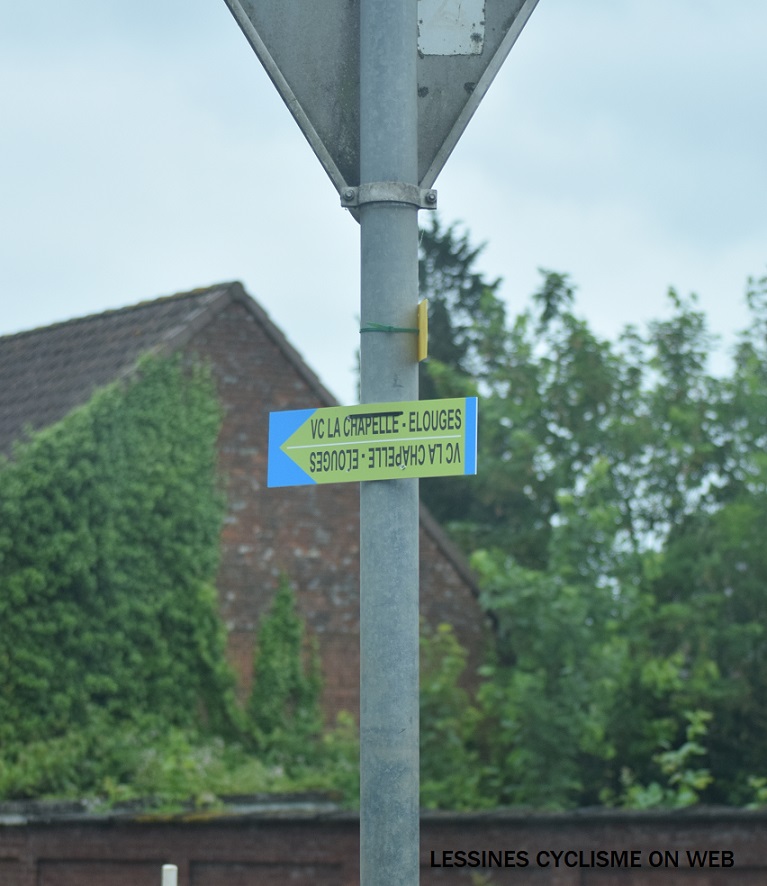 VC LA CHAPELLE - ELOUGES
VC LA CHAPELLE - ELOUGES
LESSINES CYCLISME ON WEB